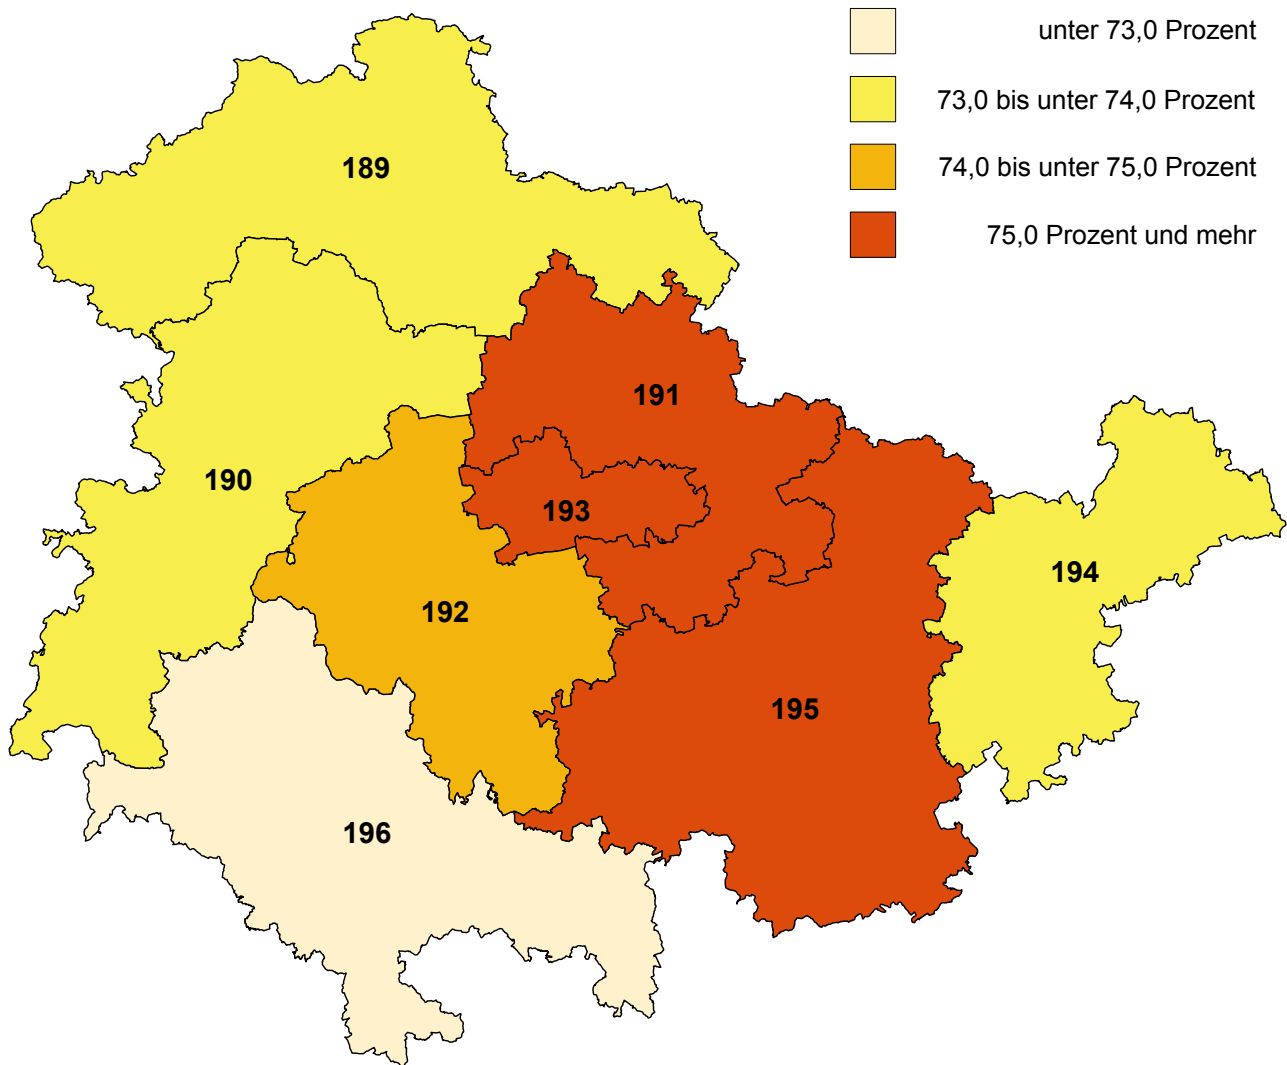 unter 73,0 Prozent
73,0 bis unter 74,0 Prozent
74,0 bis unter 75,0 Prozent
75,0 Prozent und mehr
189
191
190
193
194
192
195
196